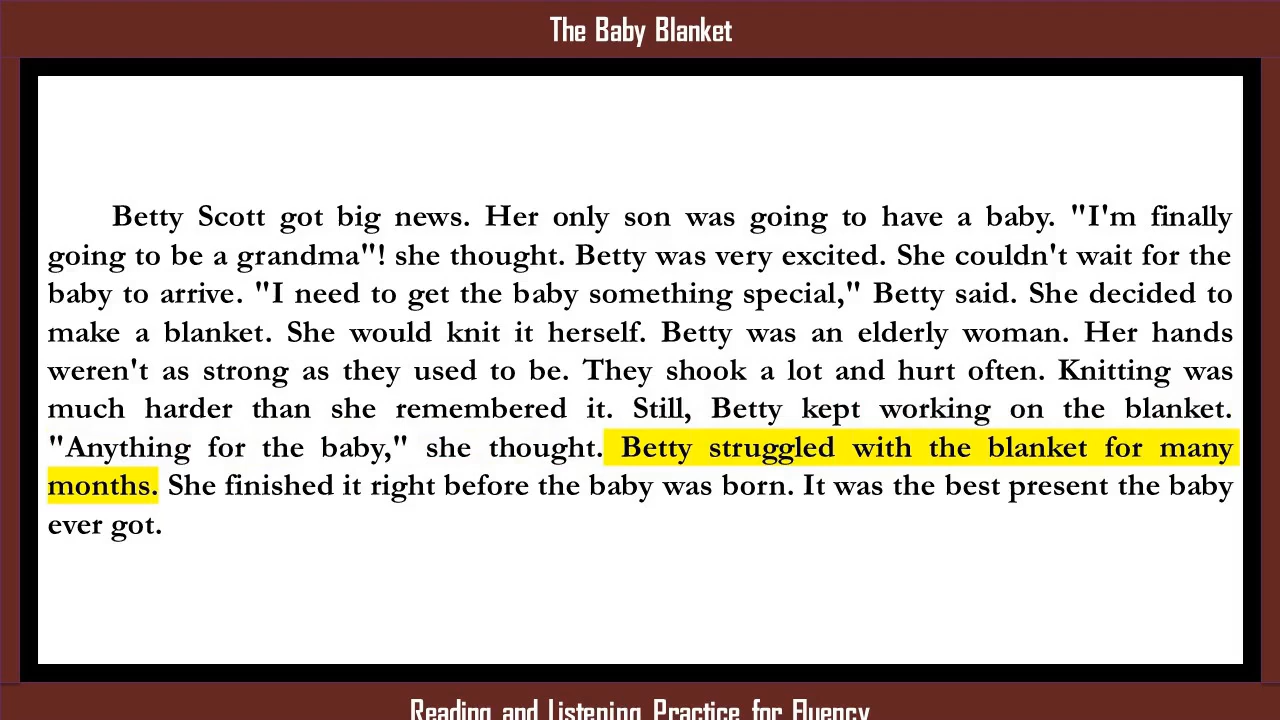 The Baby Blanket
Betty Scott got big news. Her only son was going to have a baby. "I'm finally
going to be a grandma"! she thought. Betty was very excited. She couldn't wait for the
baby to arrive. "I need to get the baby something special," Betty said. She decided to
make a blanket. She would knit it herself. Betty was an elderly woman. Her hands
weren't as strong as they used to be. They shook a lot and hurt often. Knitting was
much harder than she remembered it. Still, Betty kept working on the blanket.
"Anything for the baby," she thought. Betty struggled with the blanket for many
months. She finished it right before the baby was born. It was the best present the baby
ever got.
Reading and Listening Practice for Fluency